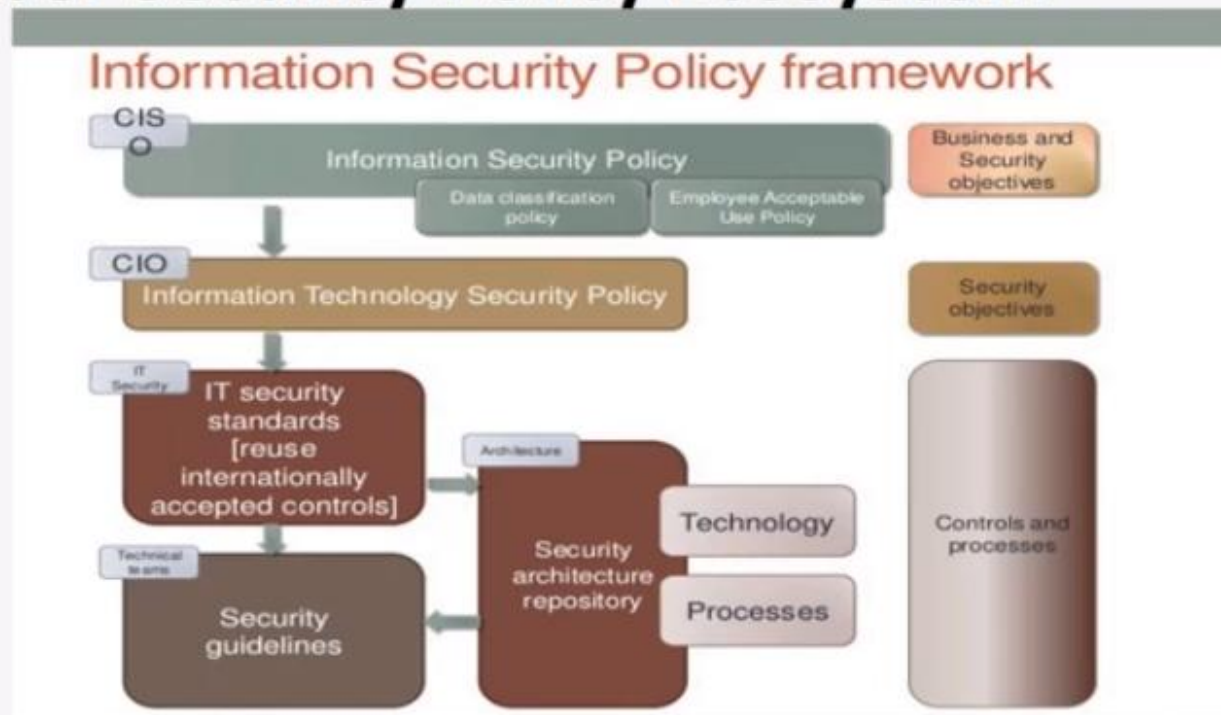 Information Security Policy framework
CIS
O
Information Security Policy
Data classification
policy
Employee Acceptable
Use Policy
Business and
Security
objectives
CIO
Information Technology Security Policy
Security
objectives
IT
Security
IT security
standards
[reuse
internationally
accepted controls]
Architecture
Security
architecture
repository
Technology
Processes
Controls and
processes
Technical
teams
Security
guidelines